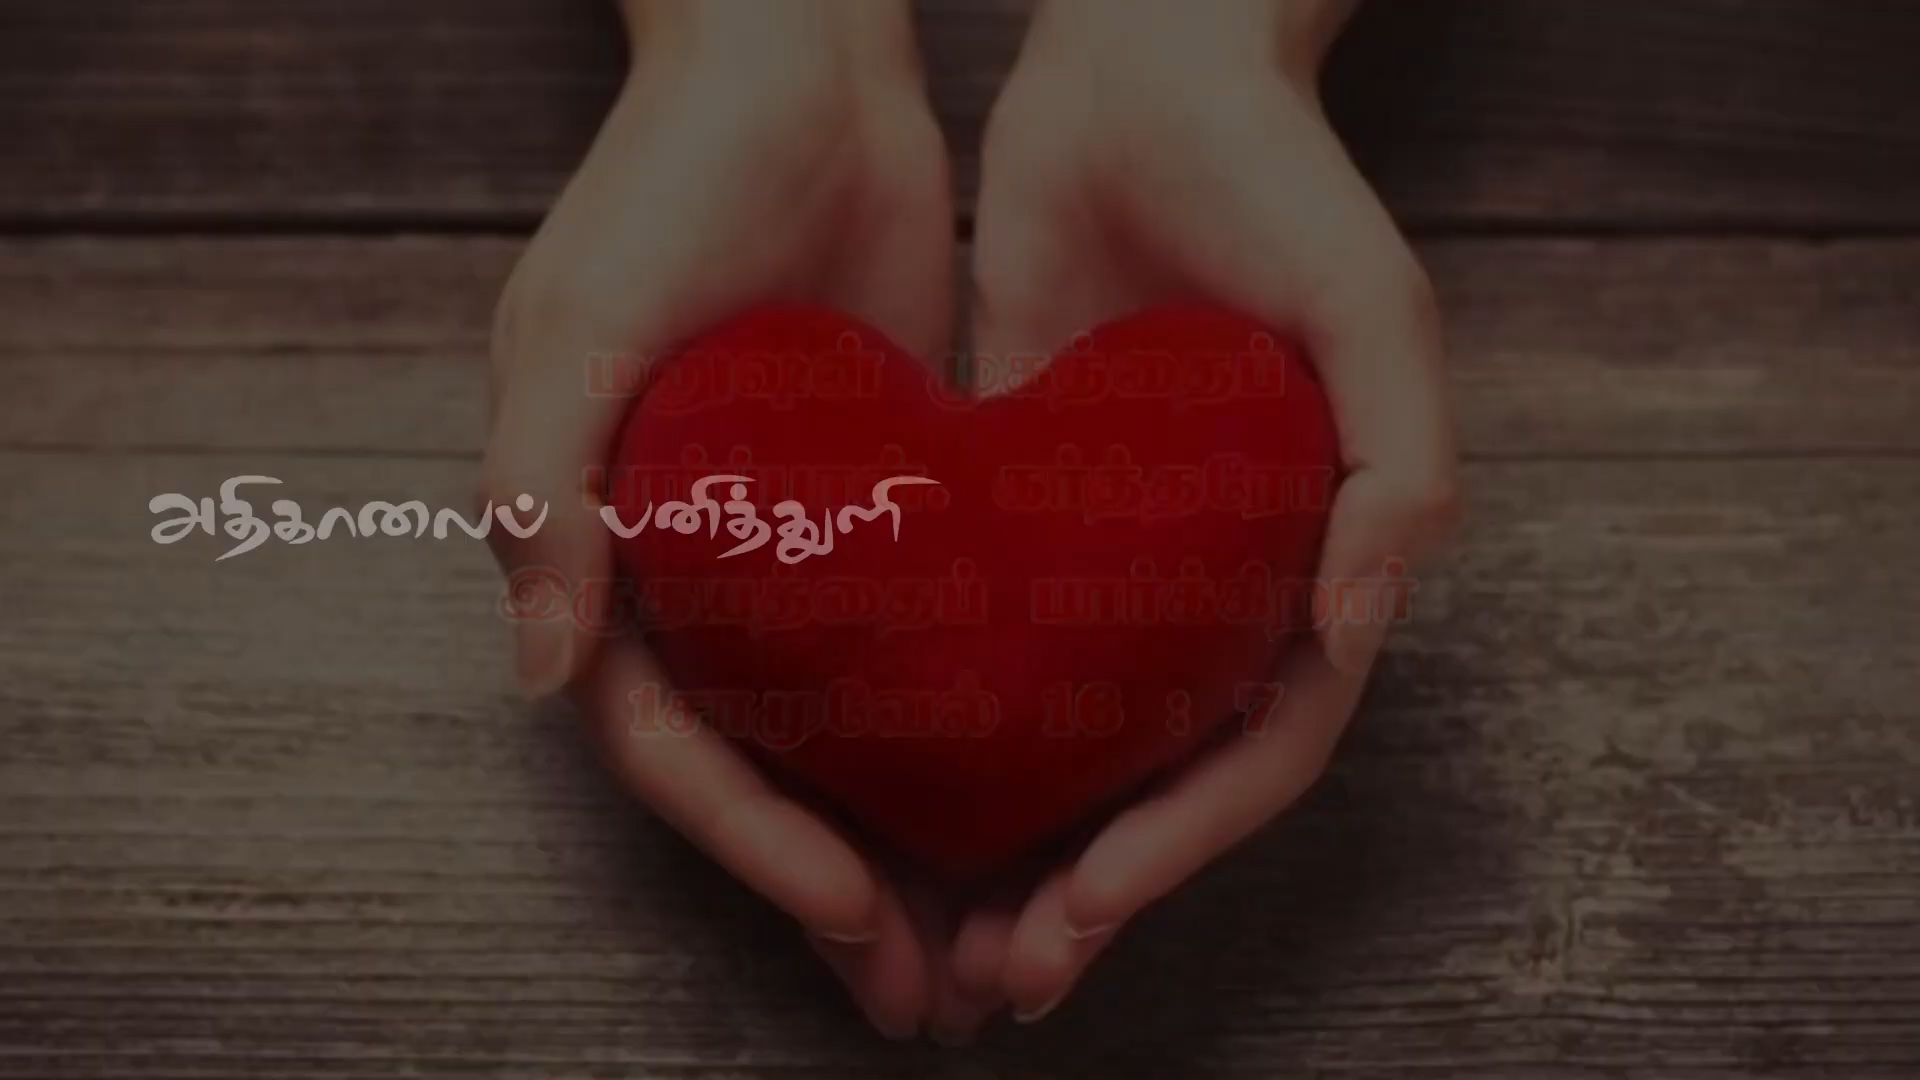 மனுஷன் முகத்தைப்
பார்ப்பான். கர்த்தரோ
அதிகாலைப் பனித்துளி
இருதயத்தைப் பார்க்கிறார்
1சாமுவேல் 16 : 7